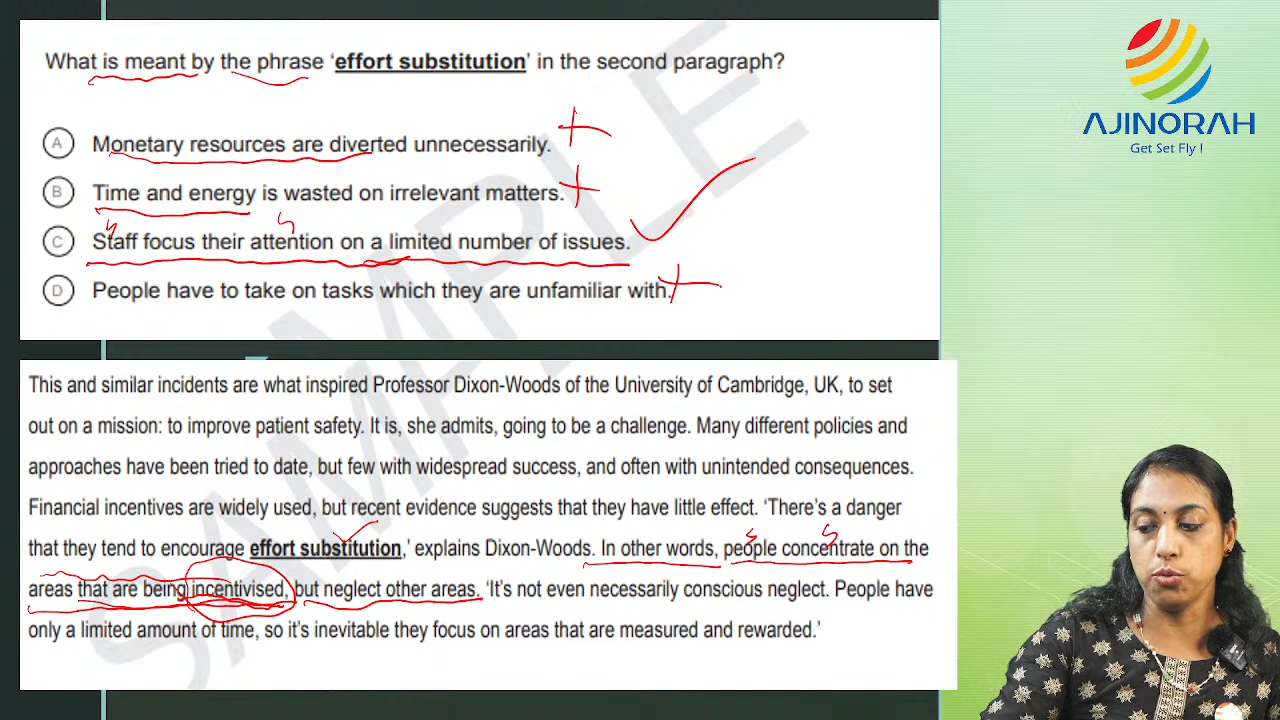 What is meant by the phrase ‘effort substitution’ in the second paragraph?
A Monetary resources are diverted unnecessarily.
B Time and energy is wasted on irrelevant matters.
C Staff focus their attention on a limited number of issues.
D People have to take on tasks which they are unfamiliar with.
This and similar incidents are what inspired Professor Dixon-Woods of the University of Cambridge, UK, to set
out on a mission: to improve patient safety. It is, she admits, going to be a challenge. Many different policies and
approaches have been tried to date, but few with widespread success, and often with unintended consequences.
Financial incentives are widely used, but recent evidence suggests that they have little effect. ‘There’s a danger
that they tend to encourage effort substitution,’ explains Dixon-Woods. In other words, people concentrate on the
areas that are being incentivised, but neglect other areas. ‘It’s not even necessarily conscious neglect. People have
only a limited amount of time, so it’s inevitable they focus on areas that are measured and rewarded.’
SAMPLE
AJINORAH
Get Set Fly !